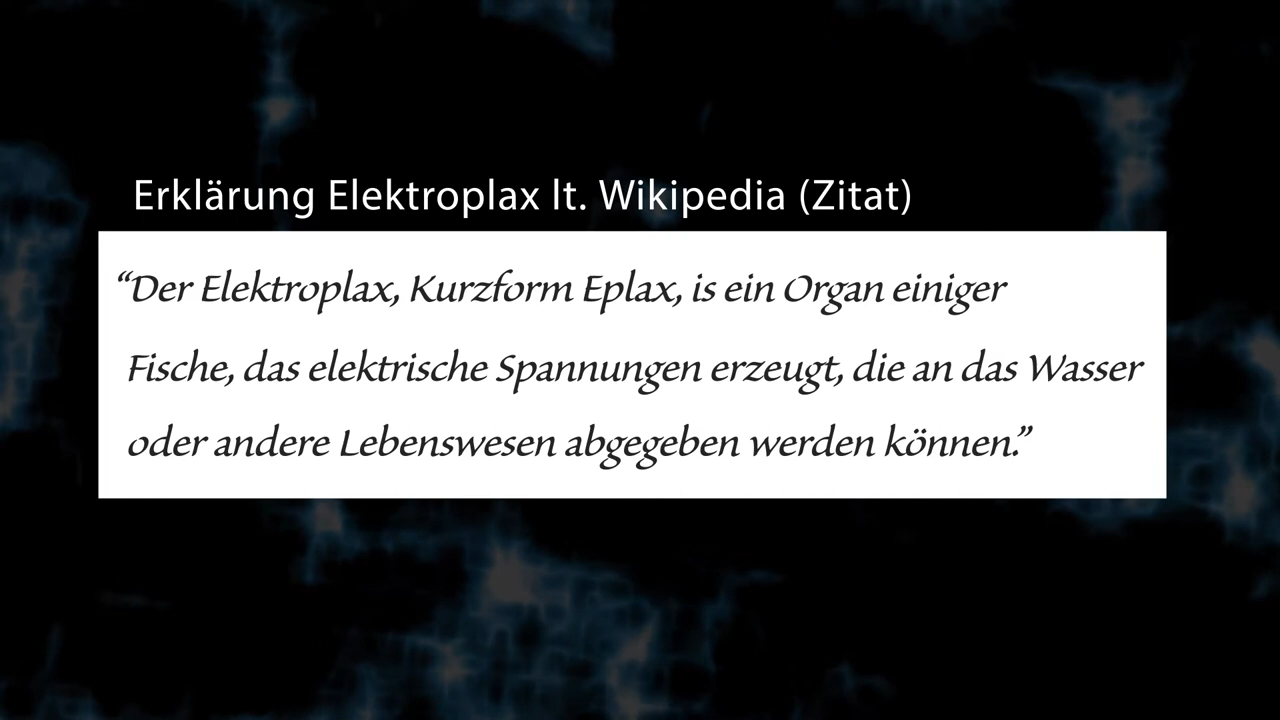 Erklärung Elektroplax lt. Wikipedia (Zitat)
“Der Elektroplax, Kurzform Eplax, is ein Organ einiger
Fische, das elektrische Spannungen erzeugt, die an das Wasser
oder andere Lebenswesen abgegeben werden können.”